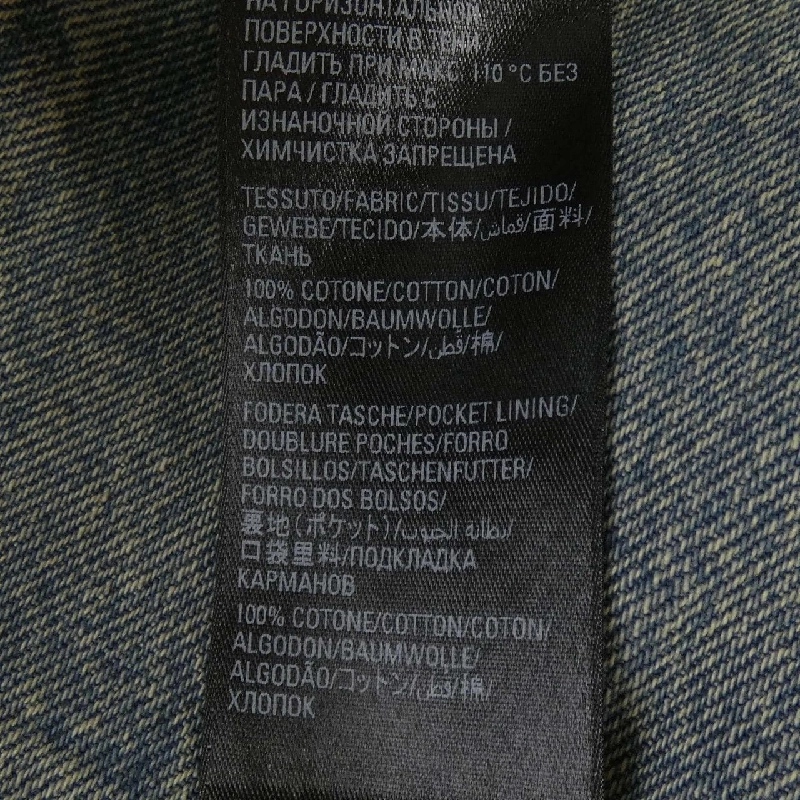 НА ГОРИЗОНТАЛЬНОЙ
ПОВЕРХНОСТИ В ТЕНИ/
ГЛАДИТЬ ПРИ МАКС. 110 °C БЕЗ
ПАРА / ГЛАДИТЬ С
ИЗНАНОЧНОЙ СТОРОНЫ /
ХИМЧИСТКА ЗАПРЕЩЕНА
TESSUTO/FABRIC/TISSU/TEJIDO/
GEWEBE/TECIDO/本体/قماش/面料/
ТКАНЬ
100% COTONE/COTTON/COTON/
ALGODON/BAUMWOLLE/
ALGODÃO/コットン/قطن/棉/
ХЛОПОК
FODERA TASCHE/POCKET LINING/
DOUBLURE POCHES/FORRO
BOLSILLOS/TASCHENFUTTER/
FORRO DOS BOLSOS/
裏地(ポケット)/بطانة الجيوب/
口袋里料/ПОДКЛАДКА
КАРМАНОВ
100% COTONE/COTTON/COTON/
ALGODON/BAUMWOLLE/
ALGODÃO/コットン/قطن/棉/
ХЛОПОК